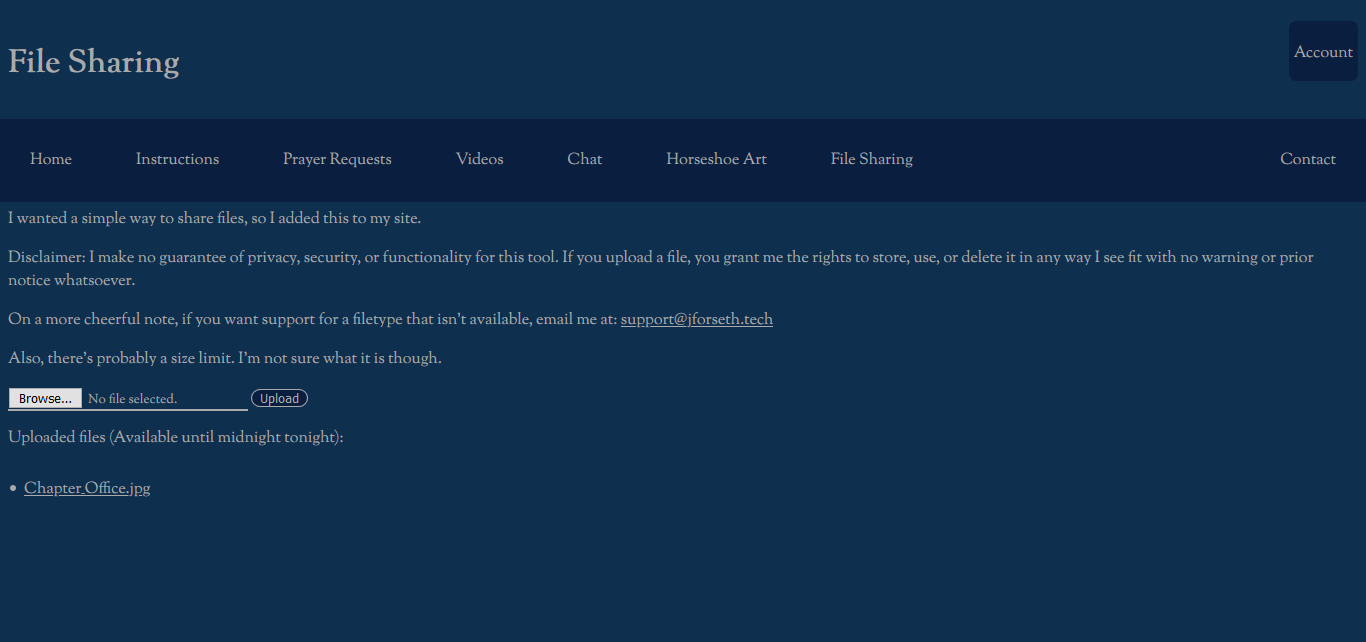 File Sharing
Account
Home Instructions Prayer Requests Videos Chat Horseshoe Art File Sharing Contact
I wanted a simple way to share files, so I added this to my site.
Disclaimer: I make no guarantee of privacy, security, or functionality for this tool. If you upload a file, you grant me the rights to store, use, or delete it in any way I see fit with no warning or prior
notice whatsoever.
On a more cheerful note, if you want support for a filetype that isn't available, email me at: support@jforseth.tech
Also, there's probably a size limit. I'm not sure what it is though.
Browse... No file selected. Upload
Uploaded files (Available until midnight tonight):
• Chapter_Office.jpg